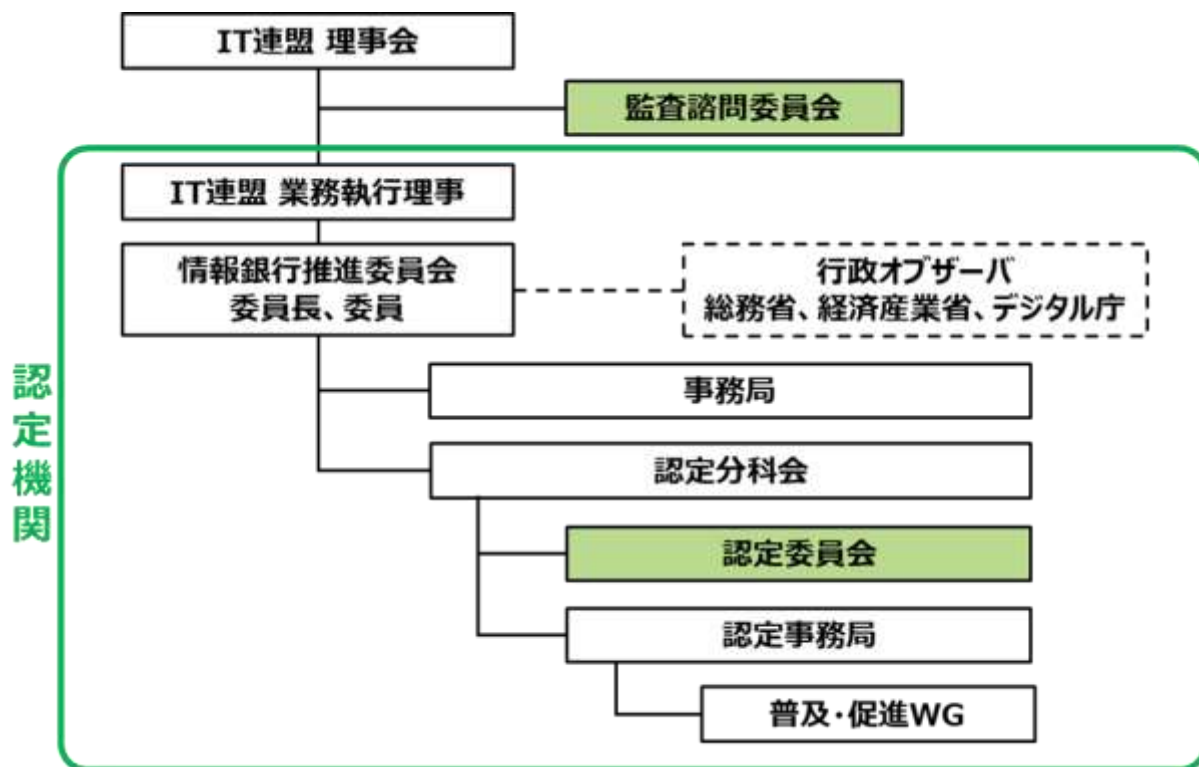 IT連盟 理事会
監査諮問委員会
IT連盟 業務執行理事
情報銀行推進委員会
委員長、委員
行政オブザーバ
総務省、経済産業省、デジタル庁
認定機関
事務局
認定分科会
認定委員会
認定事務局
普及・促進WG